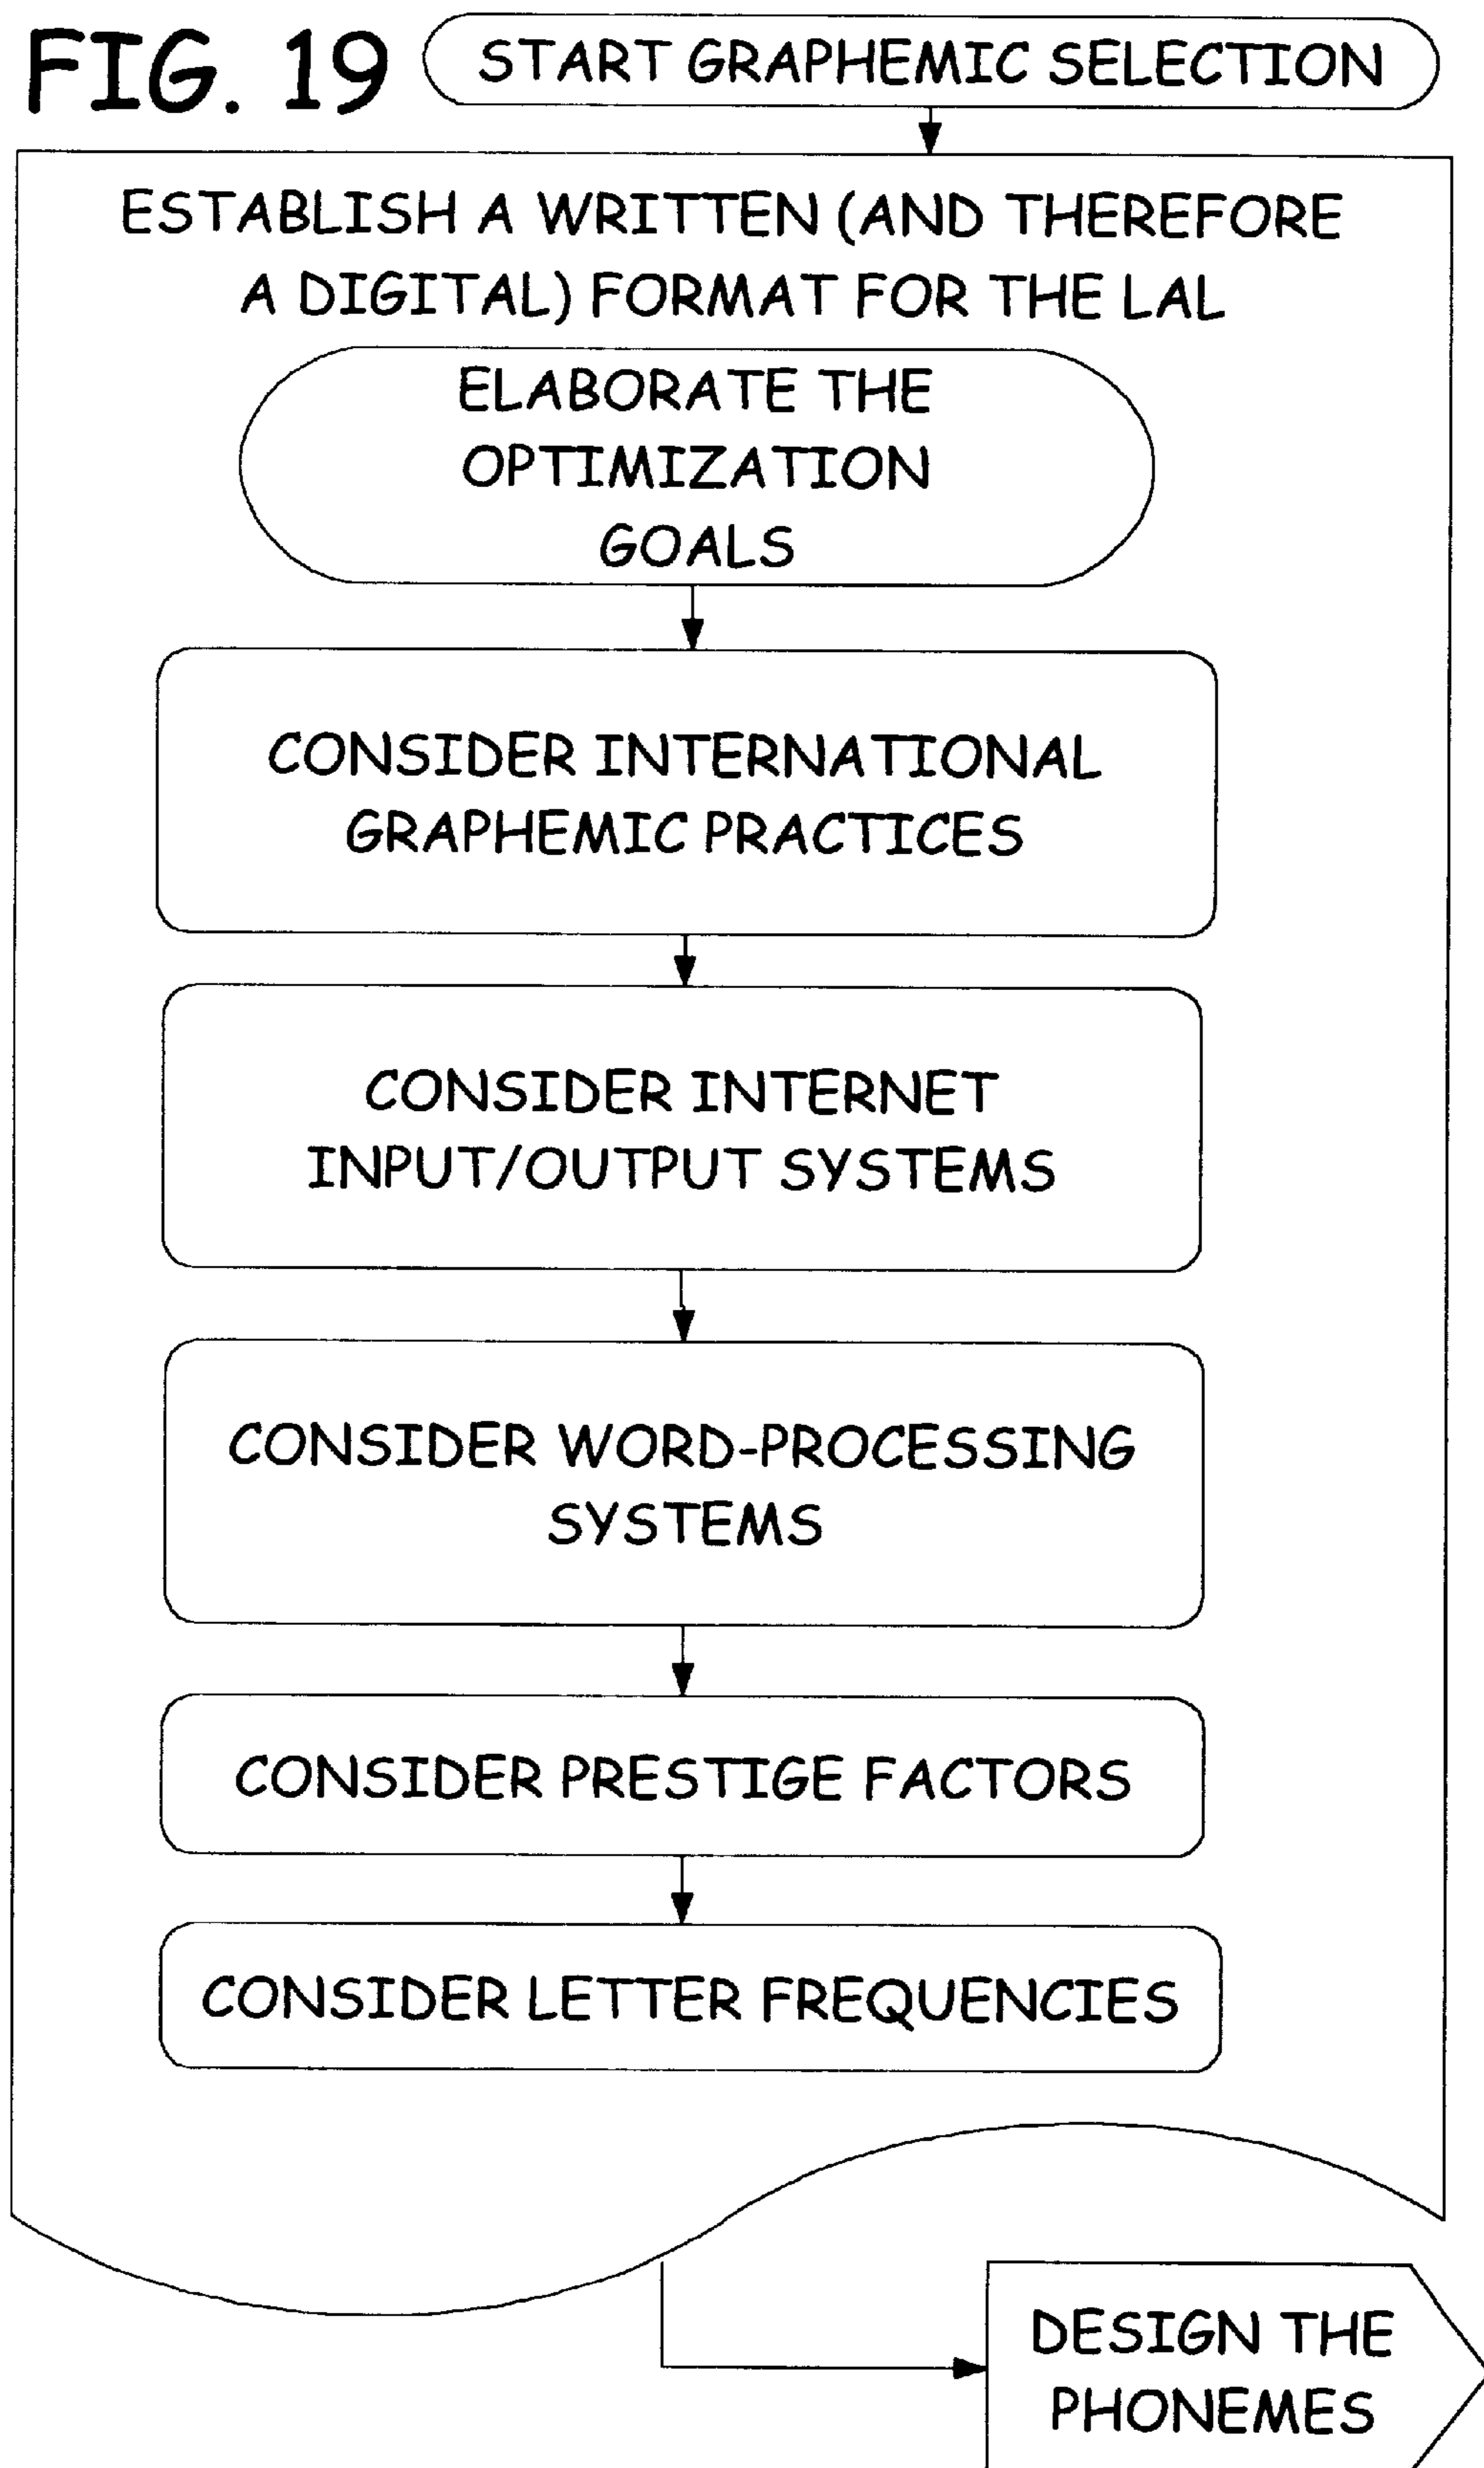 FIG. 19
START GRAPHEMIC SELECTION
ESTABLISH A WRITTEN (AND THEREFORE
A DIGITAL) FORMAT FOR THE LAL
ELABORATE THE
OPTIMIZATION
GOALS
CONSIDER INTERNATIONAL
GRAPHEMIC PRACTICES
CONSIDER INTERNET
INPUT/OUTPUT SYSTEMS
CONSIDER WORD-PROCESSING
SYSTEMS
CONSIDER PRESTIGE FACTORS
CONSIDER LETTER FREQUENCIES
DESIGN THE
PHONEMES